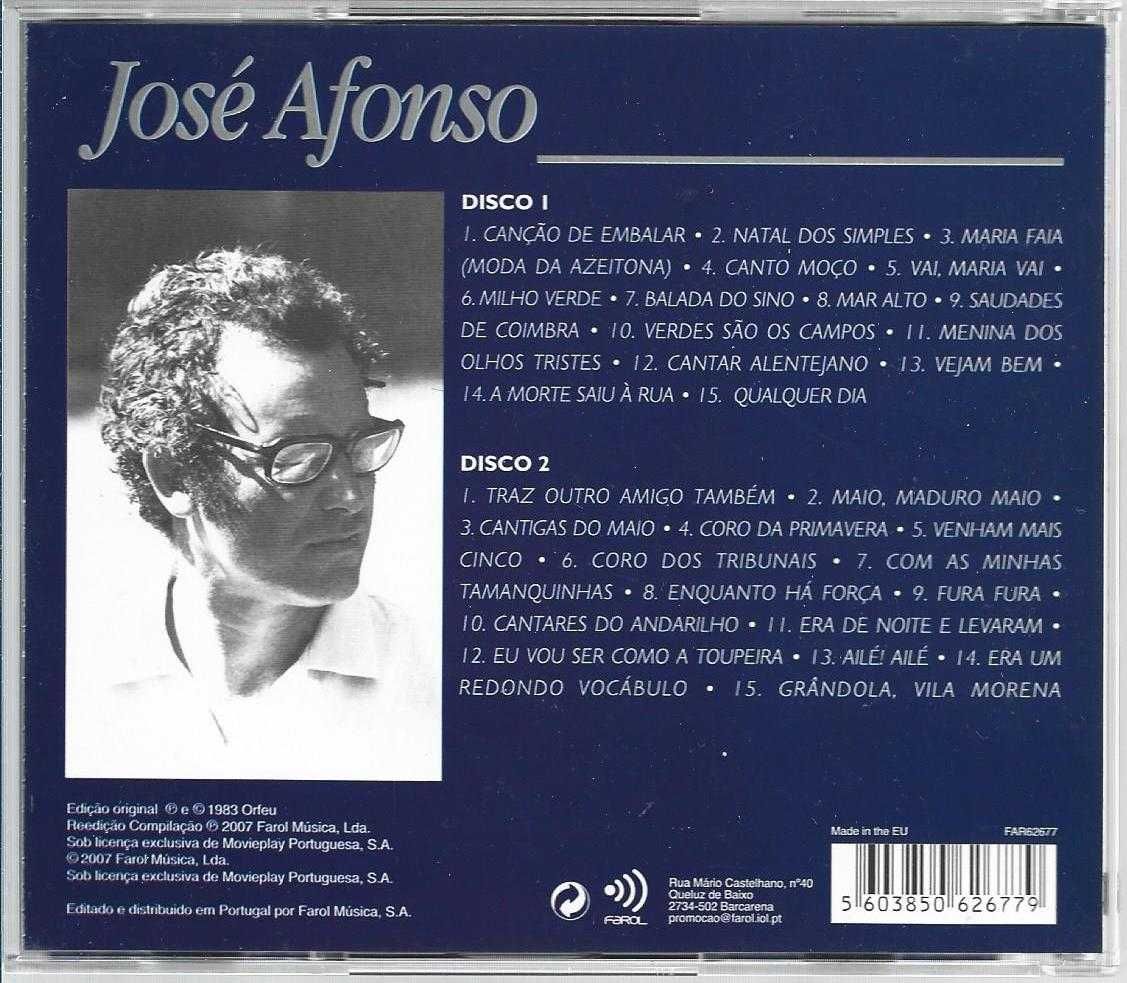 José Afonso
DISCO 1
1. CANÇÃO DE EMBALAR • 2. NATAL DOS SIMPLES • 3. MARIA FAIA
(MODA DA AZEITONA) • 4. CANTO MOÇO • 5. VAI, MARIA VAI •
6. MILHO VERDE • 7. BALADA DO SINO • 8. MAR ALTO • 9. SAUDADES
DE COIMBRA • 10. VERDES SÃO OS CAMPOS • 11. MENINA DOS
OLHOS TRISTES • 12. CANTAR ALENTEJANO • 13. VEJAM BEM •
14. A MORTE SAIU À RUA • 15. QUALQUER DIA
DISCO 2
1. TRAZ OUTRO AMIGO TAMBÉM • 2. MAIO, MADURO MAIO •
3. CANTIGAS DO MAIO • 4. CORO DA PRIMAVERA • 5. VENHAM MAIS
CINCO • 6. CORO DOS TRIBUNAIS • 7. COM AS MINHAS
TAMANQUINHAS • 8. ENQUANTO HÁ FORÇA • 9. FURA FURA •
10. CANTARES DO ANDARILHO • 11. ERA DE NOITE E LEVARAM •
12. EU VOU SER COMO A TOUPEIRA • 13. AILÉ! AILÉ • 14. ERA UM
REDONDO VOCÁBULO • 15. GRÂNDOLA, VILA MORENA
Edição original ℗ e © 1983 Orfeu
Reedição Compilação ℗ 2007 Farol Música, Lda.
Sob licença exclusiva de Movieplay Portuguesa, S.A.
© 2007 Farol Música, Lda.
Sob licença exclusiva de Movieplay Portuguesa, S.A.
Editado e distribuido em Portugal por Farol Música, S.A.
FAROL
Rua Mário Castelhano, nº40
Queluz de Baixo
2734-502 Barcarena
promocao@farol.iol.pt
Made in the EU FAR62677
5 603850 626779